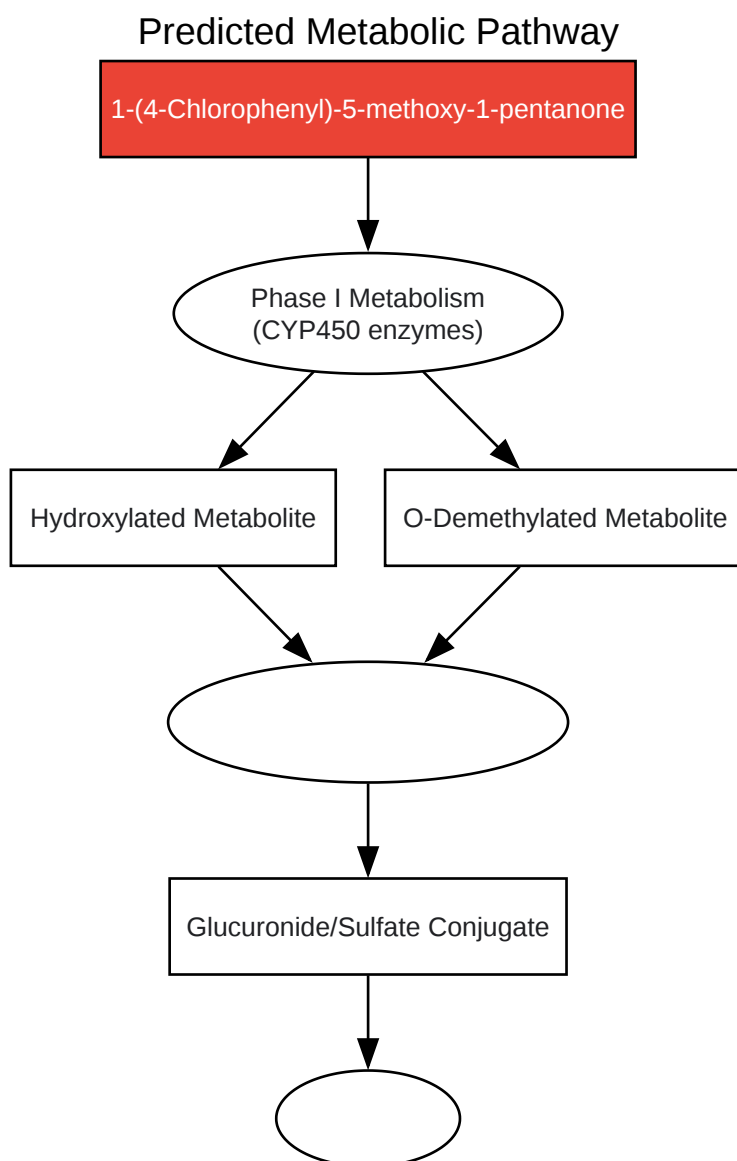 Predicted Metabolic Pathway
1-(4-Chlorophenyl)-5-methoxy-1-pentanone
Phase I Metabolism
(CYP450 enzymes)
Hydroxylated Metabolite
O-Demethylated Metabolite
Glucuronide/Sulfate Conjugate